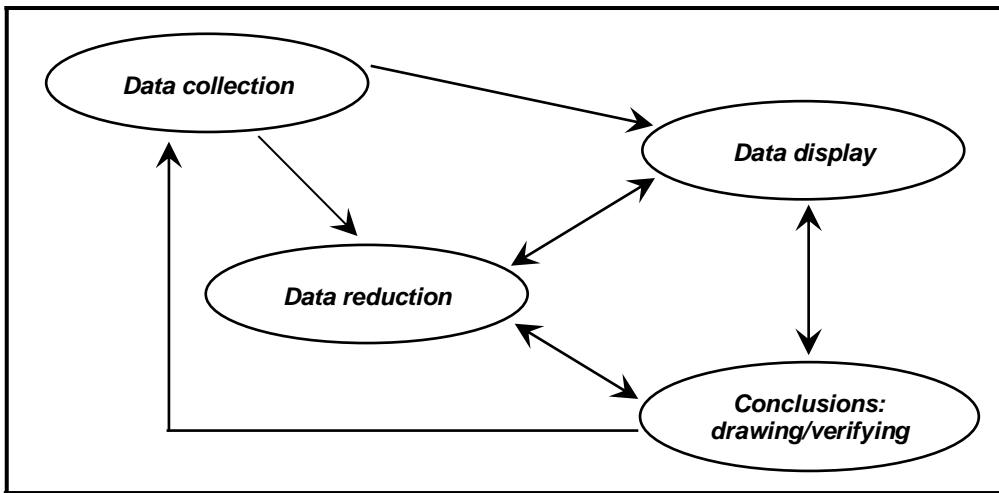 Data collection
Data display
Data reduction
Conclusions:
drawing/verifying